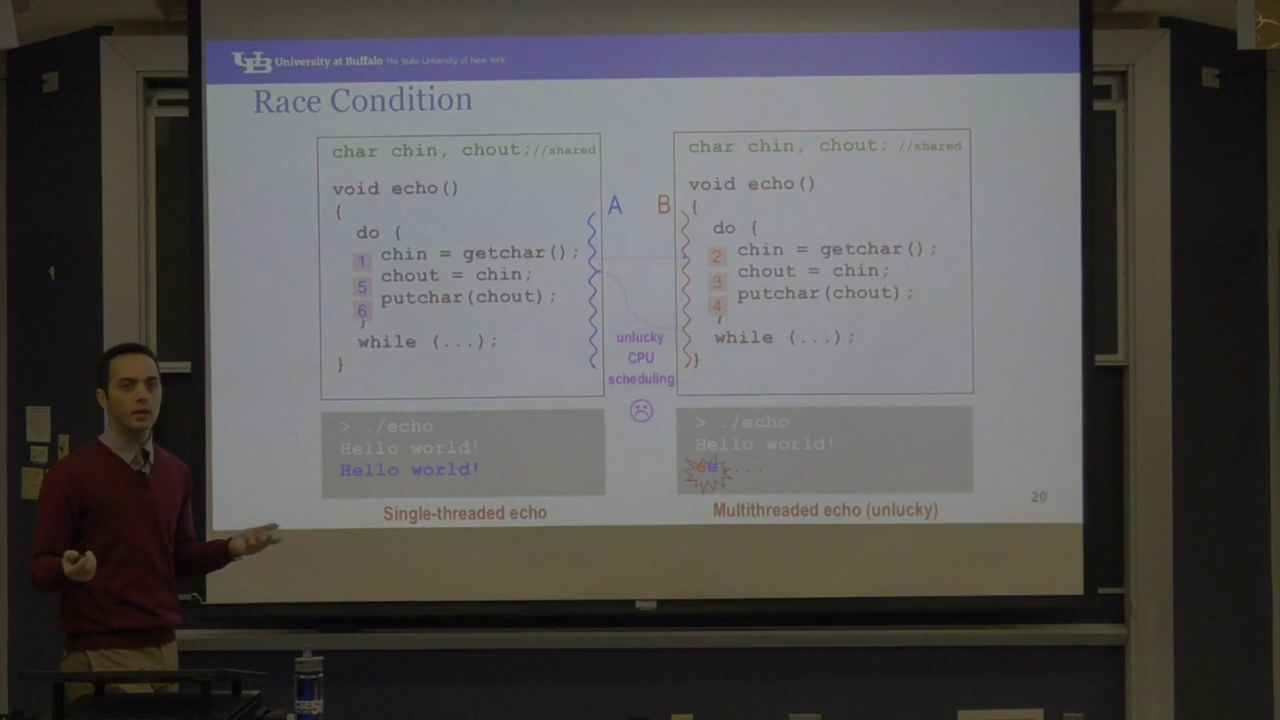 UB University at Buffalo The State University of New York
Race Condition
char chin, chout;//shared
void echo()
{
do {
1 chin = getchar();
5 chout = chin;
6 putchar(chout);
}
while (...);
}
A
B
unlucky
CPU
scheduling
char chin, chout; //shared
void echo()
{
do {
2 chin = getchar();
3 chout = chin;
4 putchar(chout);
}
while (...);
}
> ./echo
Hello world!
Hello world!
Single-threaded echo
> ./echo
Hello world!
ee...
Multithreaded echo (unlucky)
20